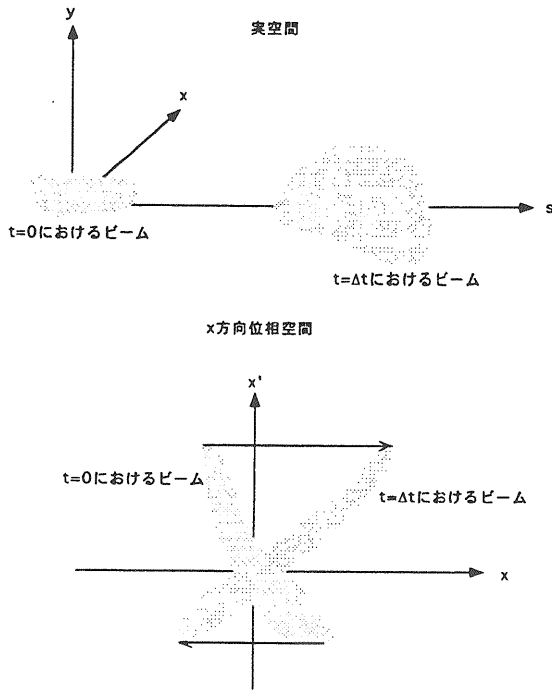 y
実空間
x
s
t=0におけるビーム
t=Δtにおけるビーム
x方向位相空間
x'
t=0におけるビーム
t=Δtにおけるビーム
x